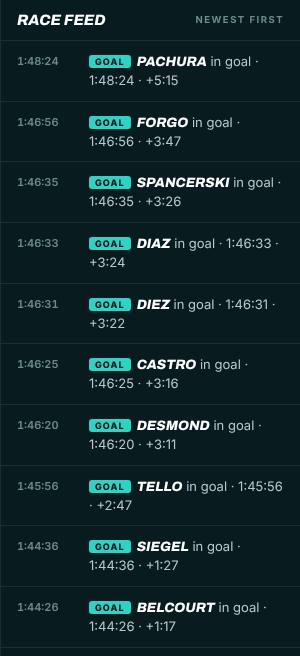 RACE FEED NEWEST FIRST
1:48:24 GOAL PACHURA in goal ·
1:48:24 · +5:15
1:46:56 GOAL FORGO in goal ·
1:46:56 · +3:47
1:46:35 GOAL SPANCERSKI in goal ·
1:46:35 · +3:26
1:46:33 GOAL DIAZ in goal · 1:46:33 ·
+3:24
1:46:31 GOAL DIEZ in goal · 1:46:31 ·
+3:22
1:46:25 GOAL CASTRO in goal ·
1:46:25 · +3:16
1:46:20 GOAL DESMOND in goal ·
1:46:20 · +3:11
1:45:56 GOAL TELLO in goal · 1:45:56
· +2:47
1:44:36 GOAL SIEGEL in goal ·
1:44:36 · +1:27
1:44:26 GOAL BELCOURT in goal ·
1:44:26 · +1:17